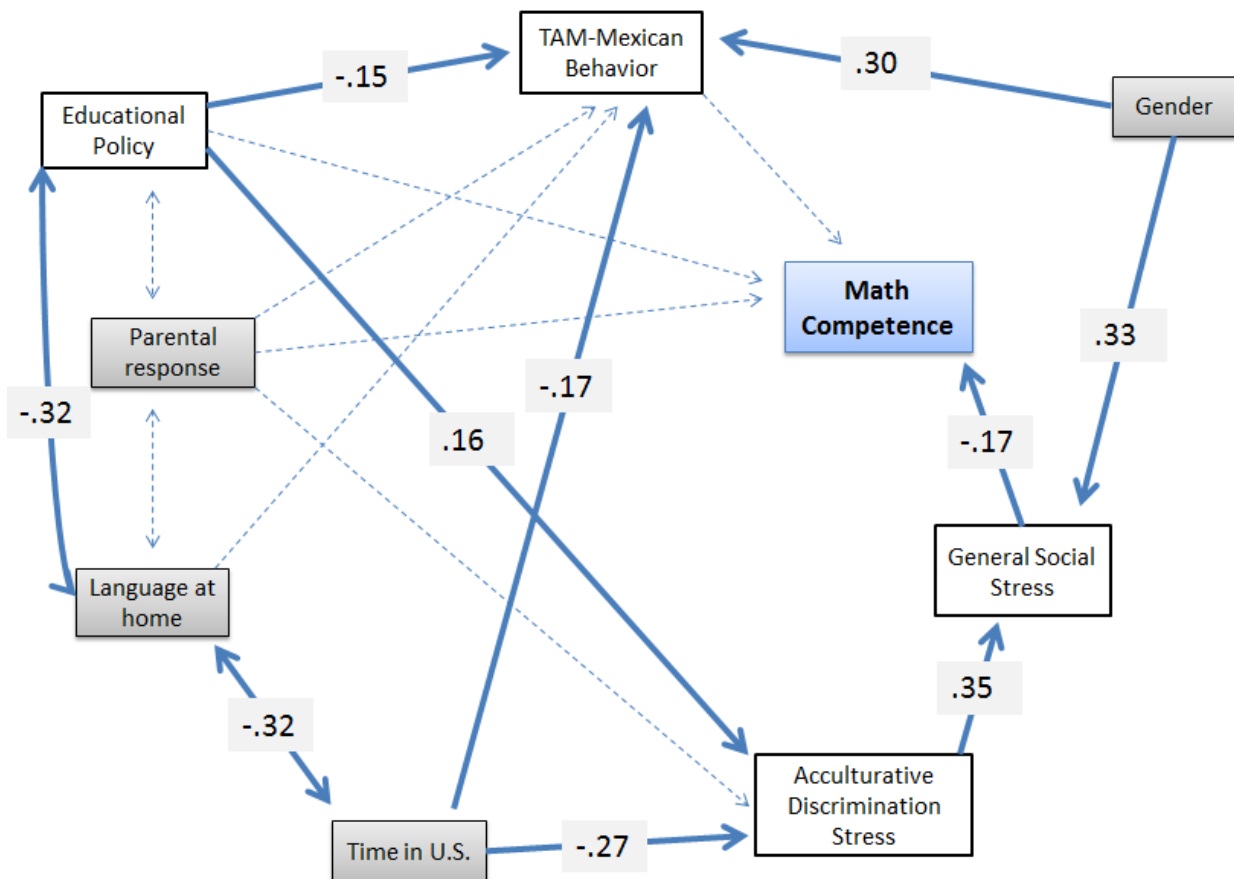 TAM-Mexican
Behavior
-.15
.30
Educational
Policy
Gender
Math
Competence
Parental
response
.33
-.32
-.17
.16
-.17
General Social
Stress
Language at
home
.35
-.32
Acculturative
Discrimination
Stress
Time in U.S.
-.27